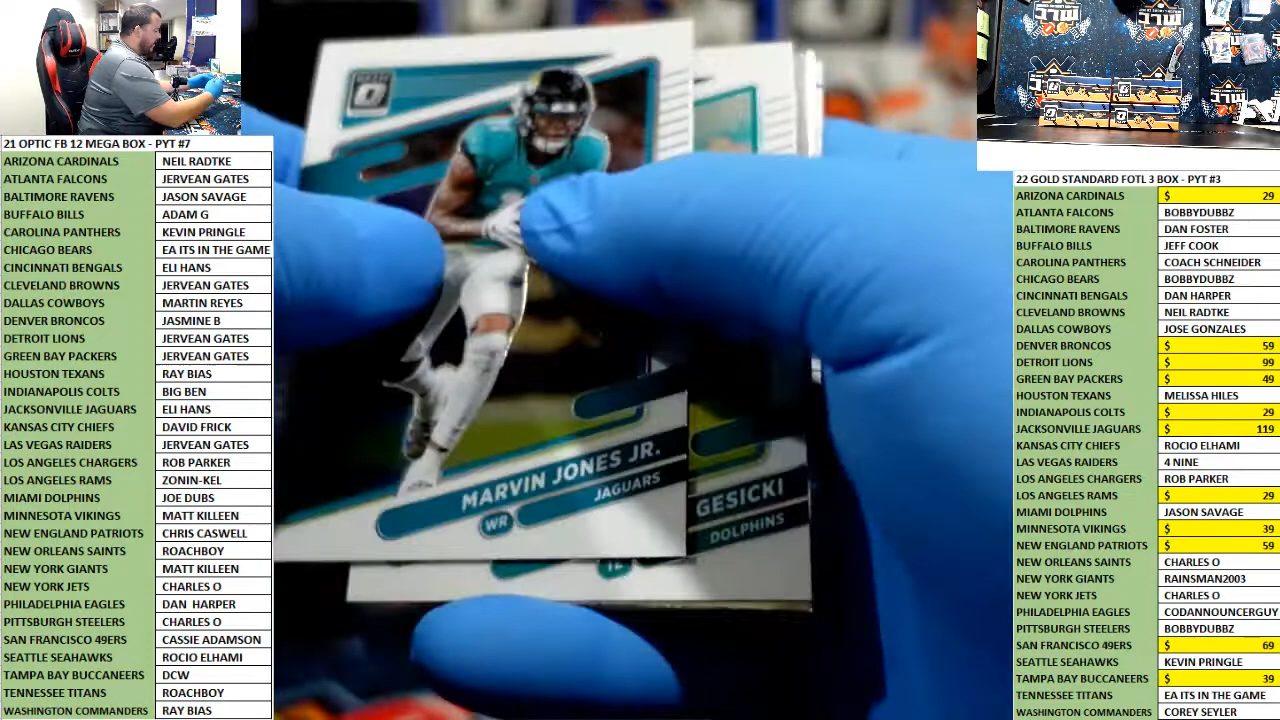 21 OPTIC FB 12 MEGA BOX - PYT #7
ARIZONA CARDINALS NEIL RADTKE
ATLANTA FALCONS JERVEAN GATES
BALTIMORE RAVENS JASON SAVAGE
BUFFALO BILLS ADAM G
CAROLINA PANTHERS KEVIN PRINGLE
CHICAGO BEARS EA ITS IN THE GAME
CINCINNATI BENGALS ELI HANS
CLEVELAND BROWNS JERVEAN GATES
DALLAS COWBOYS MARTIN REYES
DENVER BRONCOS JASMINE B
DETROIT LIONS JERVEAN GATES
GREEN BAY PACKERS JERVEAN GATES
HOUSTON TEXANS RAY BIAS
INDIANAPOLIS COLTS BIG BEN
JACKSONVILLE JAGUARS ELI HANS
KANSAS CITY CHIEFS DAVID FRICK
LAS VEGAS RAIDERS JERVEAN GATES
LOS ANGELES CHARGERS ROB PARKER
LOS ANGELES RAMS ZONIN-KEL
MIAMI DOLPHINS JOE DUBS
MINNESOTA VIKINGS MATT KILLEEN
NEW ENGLAND PATRIOTS CHRIS CASWELL
NEW ORLEANS SAINTS ROACHBOY
NEW YORK GIANTS MATT KILLEEN
NEW YORK JETS CHARLES O
PHILADELPHIA EAGLES DAN HARPER
PITTSBURGH STEELERS CHARLES O
SAN FRANCISCO 49ERS CASSIE ADAMSON
SEATTLE SEAHAWKS ROCIO ELHAMI
TAMPA BAY BUCCANEERS DCW
TENNESSEE TITANS ROACHBOY
WASHINGTON COMMANDERS RAY BIAS
MARVIN JONES JR.
JAGUARS
WR
GESICKI
DOLPHINS
22 GOLD STANDARD FOTL 3 BOX - PYT #3
ARIZONA CARDINALS $ 29
ATLANTA FALCONS BOBBYDUBBZ
BALTIMORE RAVENS DAN FOSTER
BUFFALO BILLS JEFF COOK
CAROLINA PANTHERS COACH SCHNEIDER
CHICAGO BEARS BOBBYDUBBZ
CINCINNATI BENGALS DAN HARPER
CLEVELAND BROWNS NEIL RADTKE
DALLAS COWBOYS JOSE GONZALES
DENVER BRONCOS $ 59
DETROIT LIONS $ 99
GREEN BAY PACKERS $ 49
HOUSTON TEXANS MELISSA HILES
INDIANAPOLIS COLTS $ 29
JACKSONVILLE JAGUARS $ 119
KANSAS CITY CHIEFS ROCIO ELHAMI
LAS VEGAS RAIDERS 4 NINE
LOS ANGELES CHARGERS ROB PARKER
LOS ANGELES RAMS $ 29
MIAMI DOLPHINS JASON SAVAGE
MINNESOTA VIKINGS $ 39
NEW ENGLAND PATRIOTS $ 59
NEW ORLEANS SAINTS CHARLES O
NEW YORK GIANTS RAINSMAN2003
NEW YORK JETS CHARLES O
PHILADELPHIA EAGLES CODANNOUNCERGUY
PITTSBURGH STEELERS BOBBYDUBBZ
SAN FRANCISCO 49ERS $ 69
SEATTLE SEAHAWKS KEVIN PRINGLE
TAMPA BAY BUCCANEERS $ 39
TENNESSEE TITANS EA ITS IN THE GAME
WASHINGTON COMMANDERS COREY SEYLER